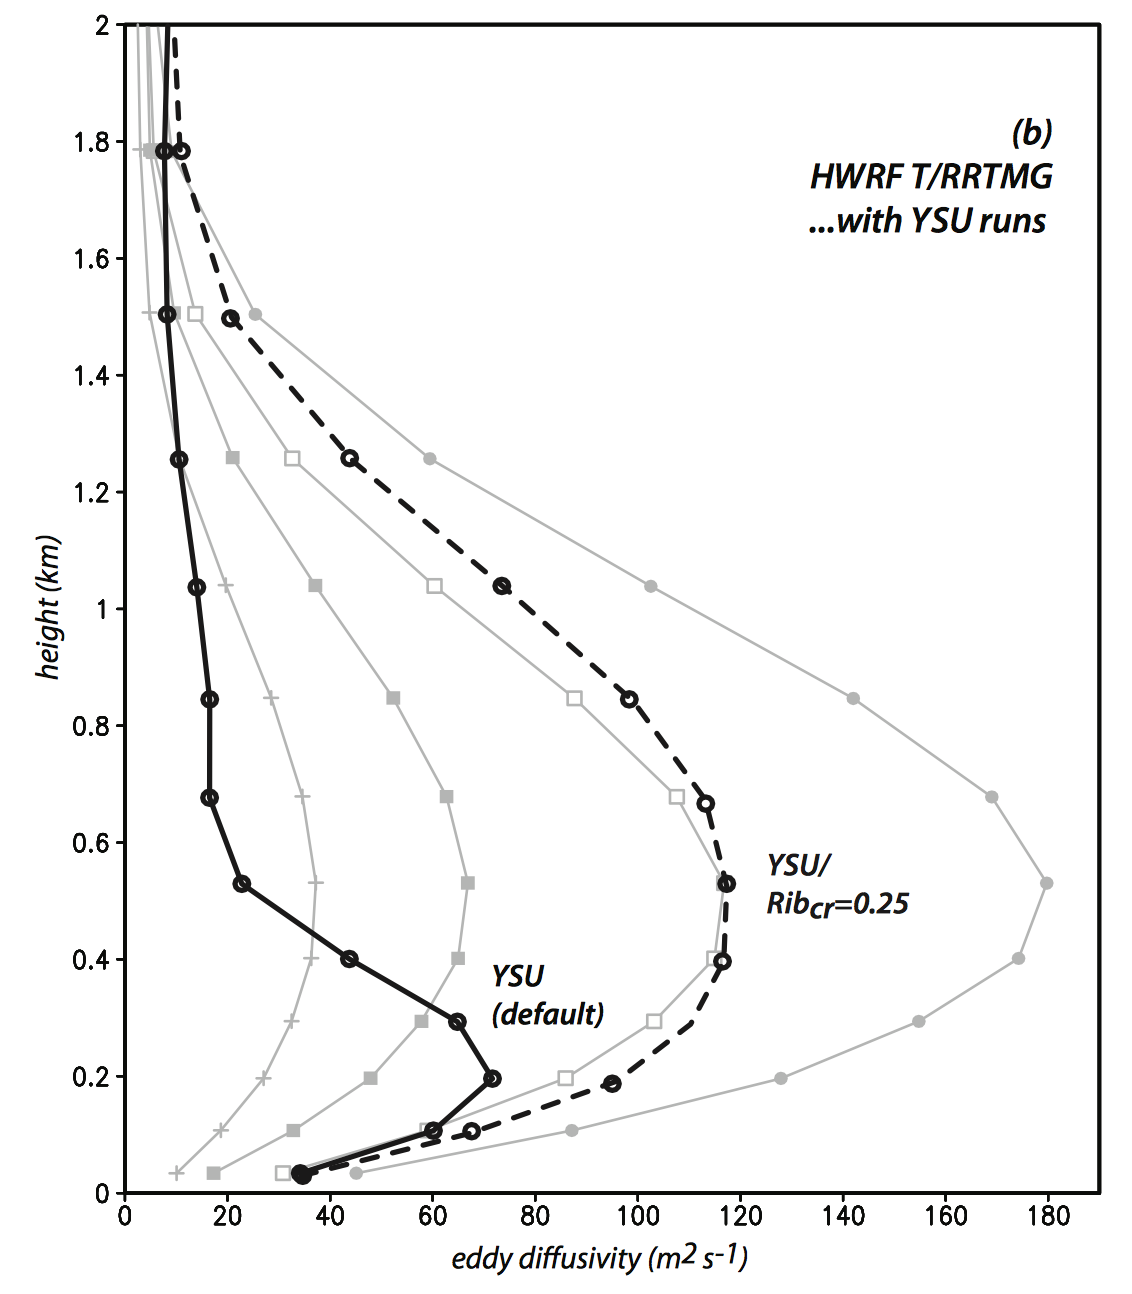 (b)
HWRF T/RRTMG
...with YSU runs
2
1.8
1.6
1.4
1.2
1
0.8
0.6
0.4
0.2
0
height (km)
YSU/
Ribcr=0.25
YSU
(default)
0 20 40 60 80 100 120 140 160 180
eddy diffusivity (m2 s-1)